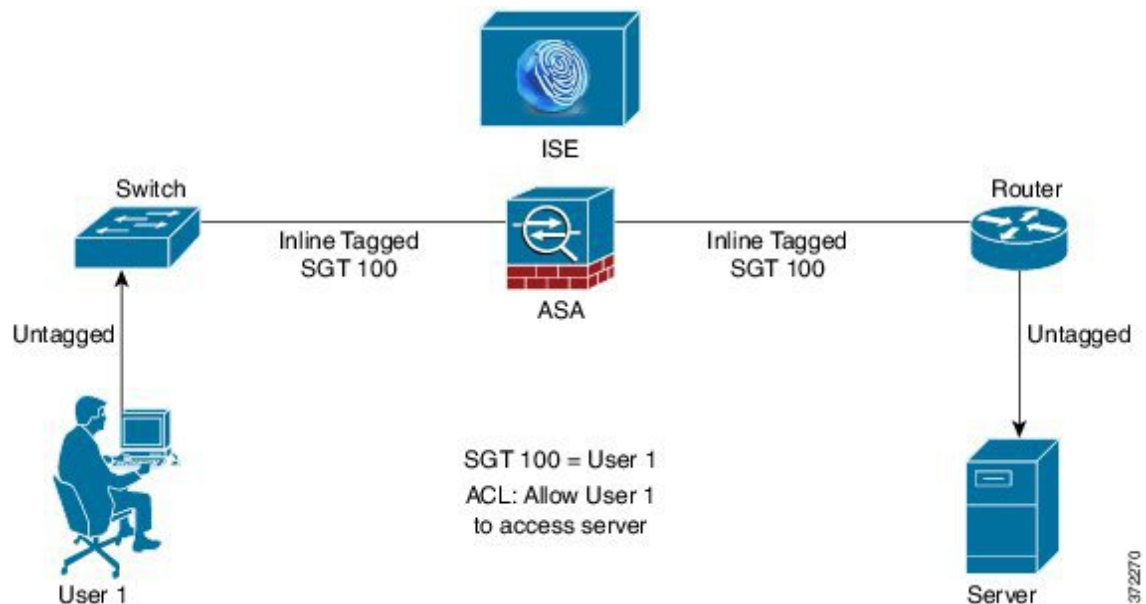 ISE
Switch
Router
Inline Tagged
SGT 100
Inline Tagged
SGT 100
ASA
Untagged
Untagged
SGT 100 = User 1
ACL: Allow User 1
to access server
User 1
Server
372270